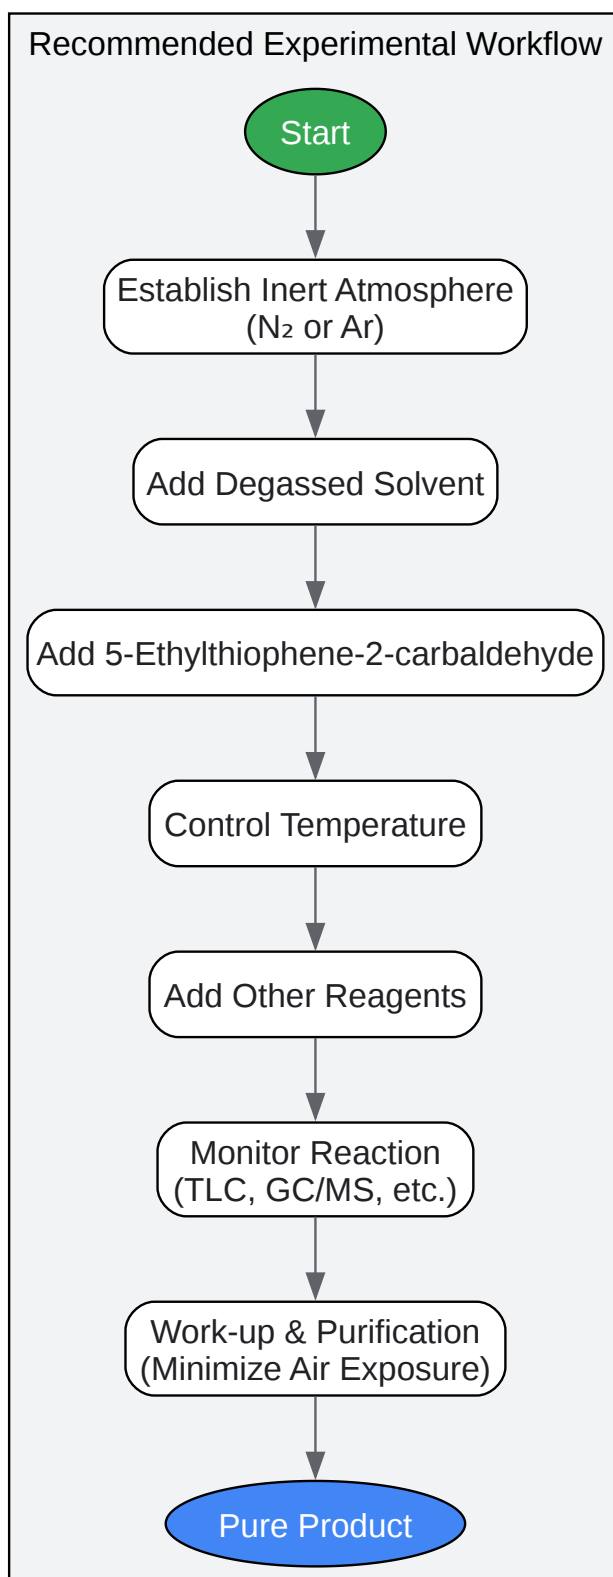 Recommended Experimental Workflow
Start
Establish Inert Atmosphere
(N₂ or Ar)
Add Degassed Solvent
Add 5-Ethylthiophene-2-carbaldehyde
Control Temperature
Add Other Reagents
Monitor Reaction
(TLC, GC/MS, etc.)
Work-up & Purification
(Minimize Air Exposure)
Pure Product